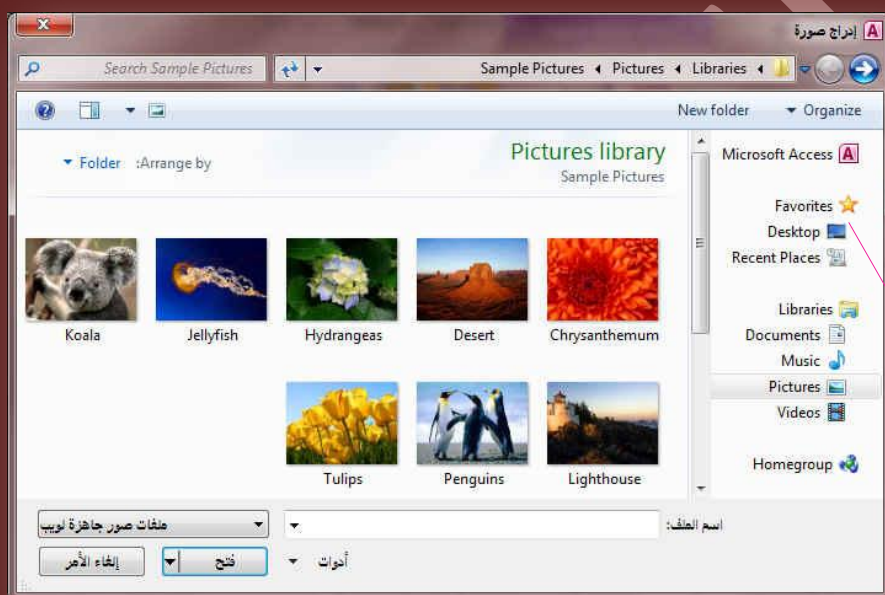 إدراج صورة
Libraries ◂ Pictures ◂ Sample Pictures
Search Sample Pictures
Organize
New folder
Microsoft Access
Favorites
Desktop
Recent Places
Libraries
Documents
Music
Pictures
Videos
Homegroup
Pictures library
Sample Pictures
Arrange by: Folder
Chrysanthemum
Desert
Hydrangeas
Jellyfish
Koala
Lighthouse
Penguins
Tulips
اسم الملف:
ملفات صور جاهزة لويب
أدوات
فتح
إلغاء الأمر